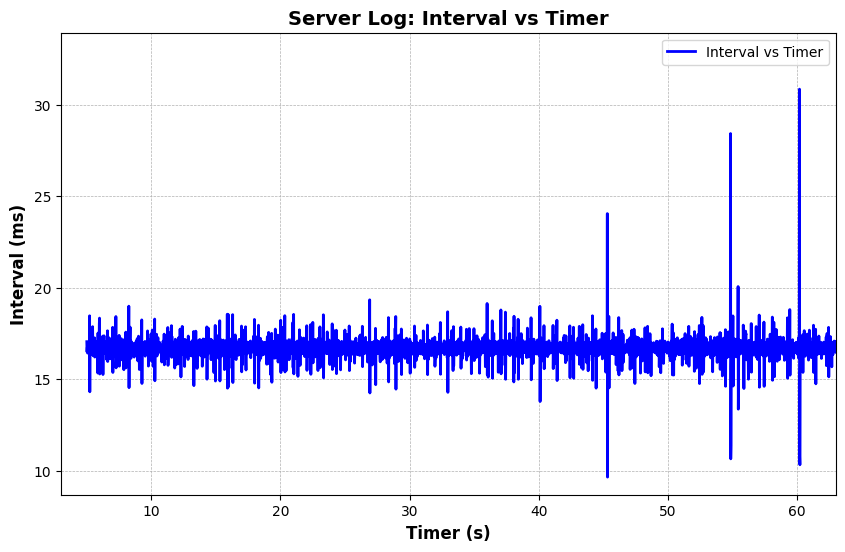 Server Log: Interval vs Timer
Interval vs Timer
30
25
20
15
10
Interval (ms)
10 20 30 40 50 60
Timer (s)